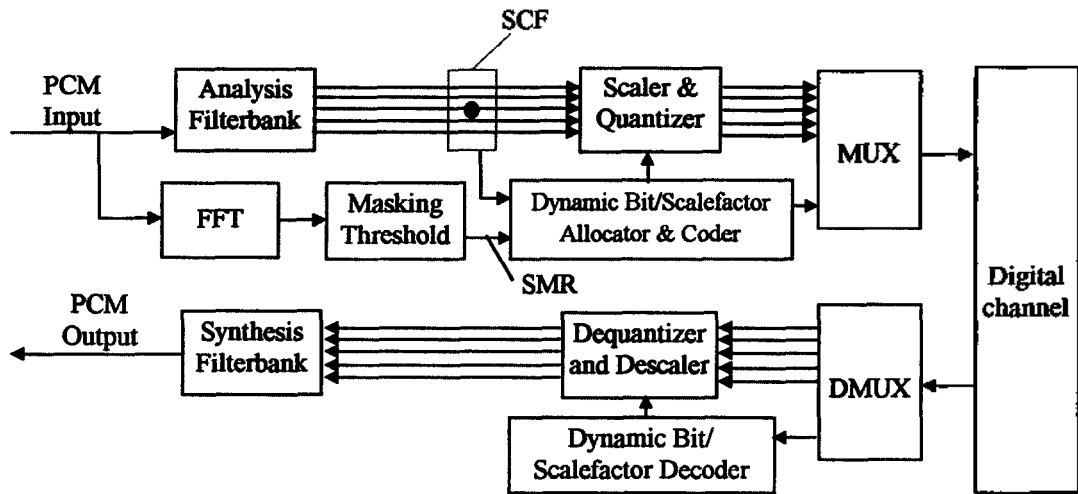 SCF
PCM
Input
Analysis
Filterbank
Scaler &
Quantizer
MUX
FFT
Masking
Threshold
Dynamic Bit/Scalefactor
Allocator & Coder
SMR
Digital
channel
PCM
Output
Synthesis
Filterbank
Dequantizer
and Descaler
DMUX
Dynamic Bit/
Scalefactor Decoder